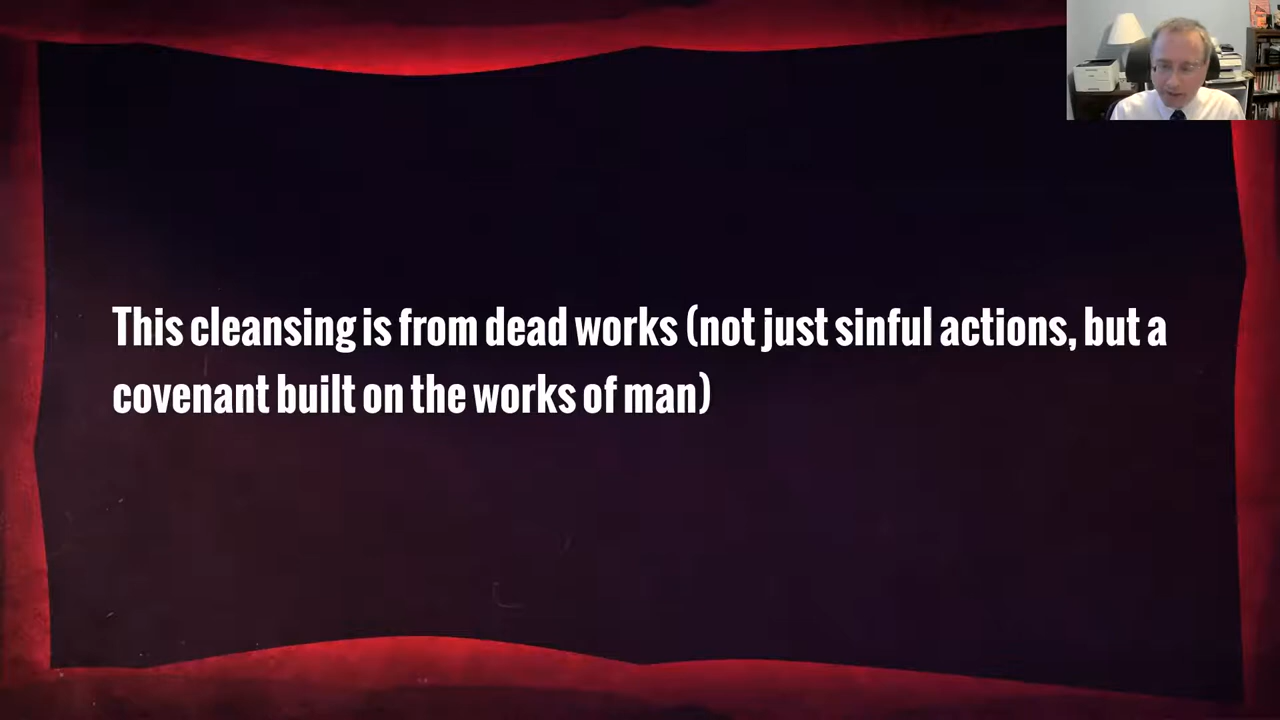 This cleansing is from dead works (not just sinful actions, but a
covenant built on the works of man)